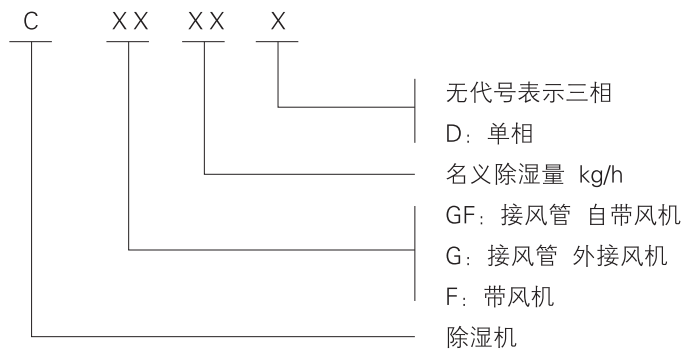 C XX XX X
无代号表示三相
D：单相
名义除湿量 kg/h
GF：接风管 自带风机
G：接风管 外接风机
F：带风机
除湿机